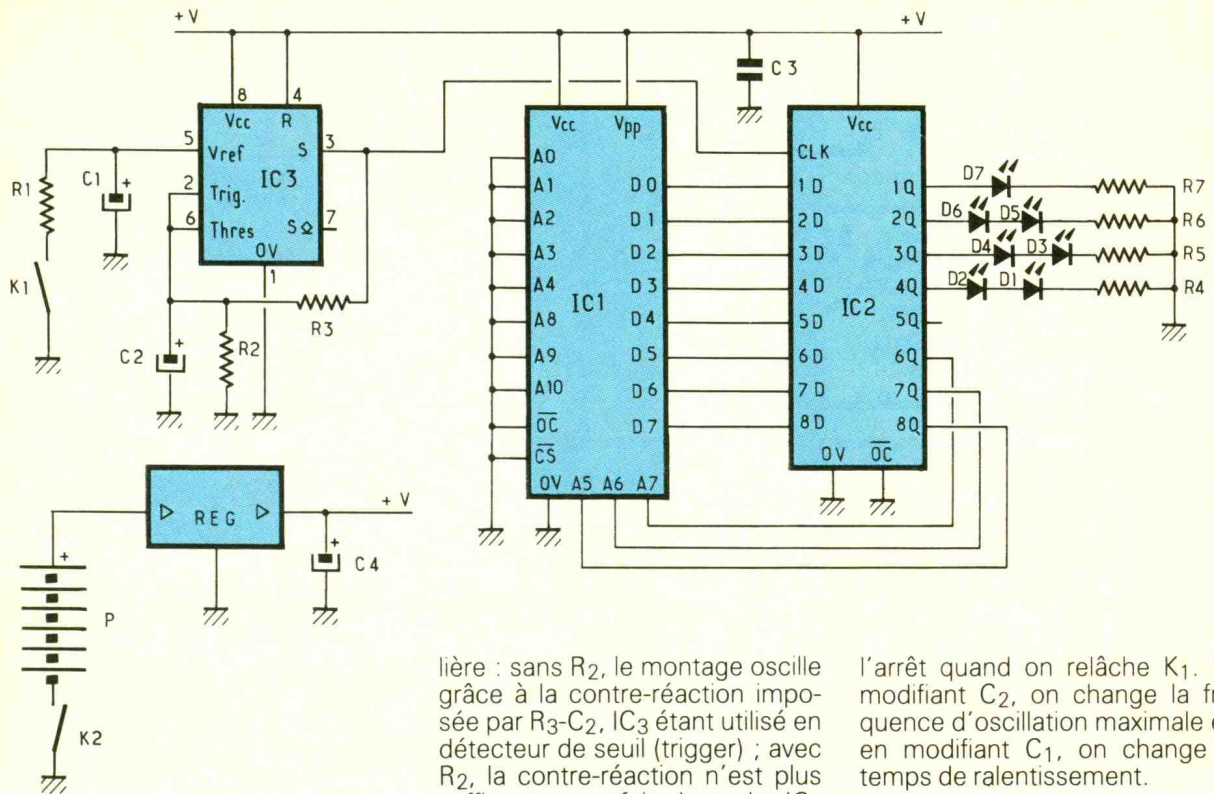 + V
+ V
8
4
Vcc
R
5
Vref
S
3
IC3
2
Trig.
6
Thres
SΩ
7
0V
1
R1
C1
+
K1
C2
+
R2
R3
C3
Vcc
Vpp
A0
A1
A2
A3
A4
A8
A9
A10
OC
CS
0V
A5
A6
A7
IC1
D0
D1
D2
D3
D4
D5
D6
D7
Vcc
CLK
1D
2D
3D
4D
5D
6D
7D
8D
0V
OC
IC2
1Q
2Q
3Q
4Q
5Q
6Q
7Q
8Q
D7
R7
D6
D5
R6
D4
D3
R5
D2
D1
R4
REG
+ V
+
C4
+
P
K2
lière : sans R2, le montage oscille
grâce à la contre-réaction impo-
sée par R3-C2, IC3 étant utilisé en
détecteur de seuil (trigger) ; avec
R2, la contre-réaction n'est plus
l'arrêt quand on relâche K1.
modifiant C2, on change la fr
quence d'oscillation maximale e
en modifiant C1, on change
temps de ralentissement.